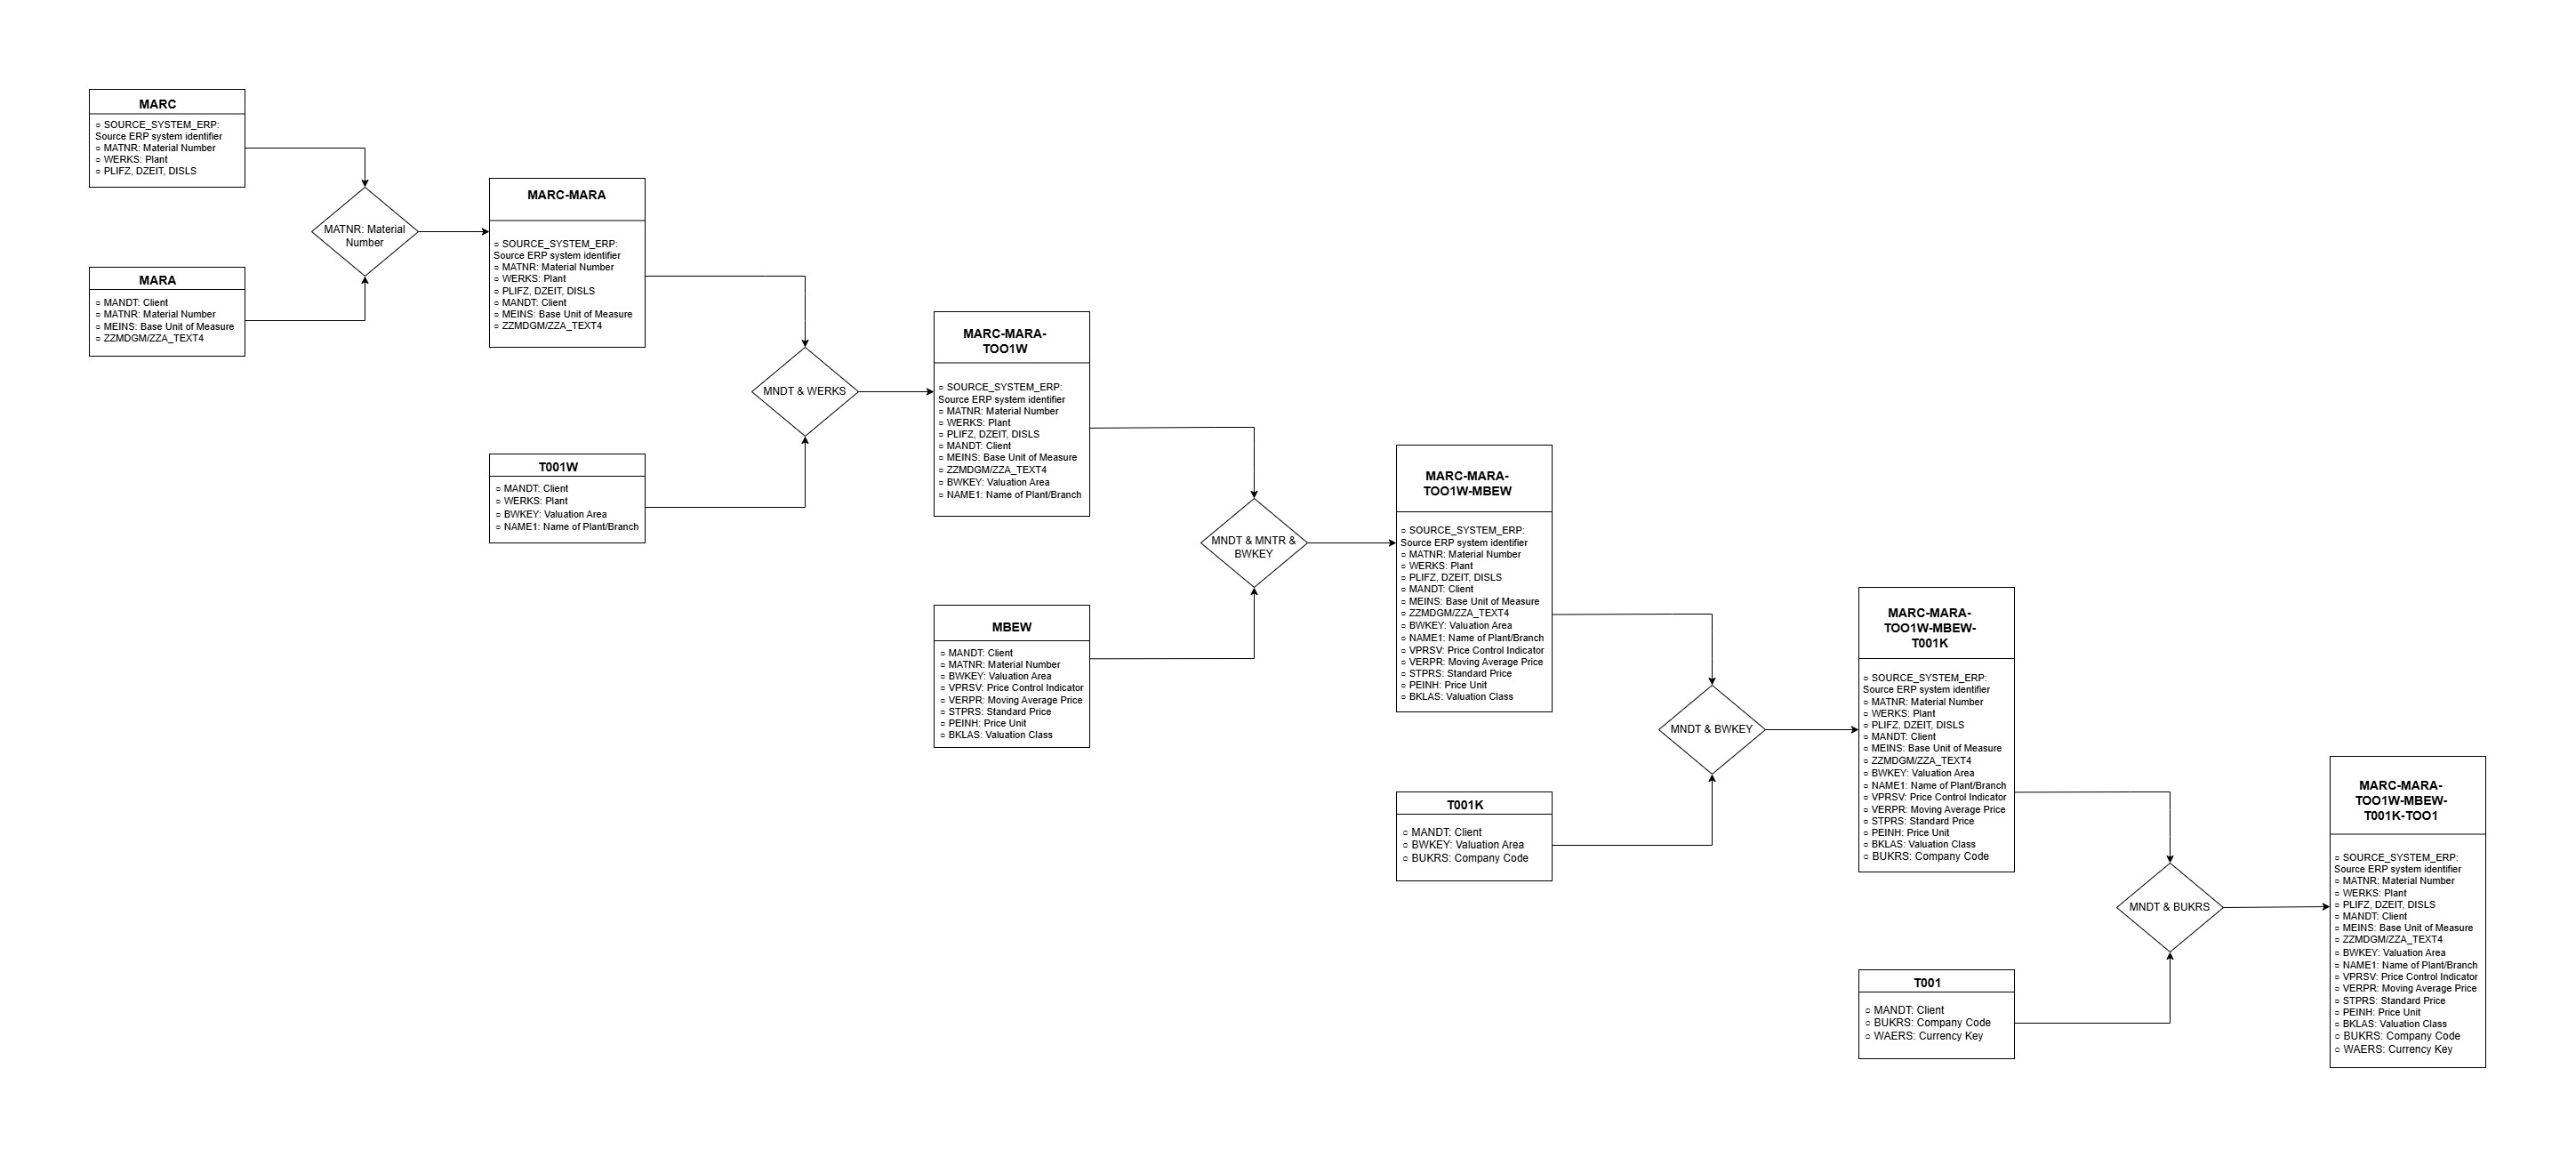 MARC
○ SOURCE_SYSTEM_ERP:
Source ERP system identifier
○ MATNR: Material Number
○ WERKS: Plant
○ PLIFZ, DZEIT, DISLS
MATNR: Material
Number
MARA
○ MANDT: Client
○ MATNR: Material Number
○ MEINS: Base Unit of Measure
○ ZZMDGM/ZZA_TEXT4
MARC-MARA
○ SOURCE_SYSTEM_ERP:
Source ERP system identifier
○ MATNR: Material Number
○ WERKS: Plant
○ PLIFZ, DZEIT, DISLS
○ MANDT: Client
○ MEINS: Base Unit of Measure
○ ZZMDGM/ZZA_TEXT4
MNDT & WERKS
T001W
○ MANDT: Client
○ WERKS: Plant
○ BWKEY: Valuation Area
○ NAME1: Name of Plant/Branch
MARC-MARA-
TOO1W
○ SOURCE_SYSTEM_ERP:
Source ERP system identifier
○ MATNR: Material Number
○ WERKS: Plant
○ PLIFZ, DZEIT, DISLS
○ MANDT: Client
○ MEINS: Base Unit of Measure
○ ZZMDGM/ZZA_TEXT4
○ BWKEY: Valuation Area
○ NAME1: Name of Plant/Branch
MNDT & MNTR &
BWKEY
MBEW
○ MANDT: Client
○ MATNR: Material Number
○ BWKEY: Valuation Area
○ VPRSV: Price Control Indicator
○ VERPR: Moving Average Price
○ STPRS: Standard Price
○ PEINH: Price Unit
○ BKLAS: Valuation Class
MARC-MARA-
TOO1W-MBEW
○ SOURCE_SYSTEM_ERP:
Source ERP system identifier
○ MATNR: Material Number
○ WERKS: Plant
○ PLIFZ, DZEIT, DISLS
○ MANDT: Client
○ MEINS: Base Unit of Measure
○ ZZMDGM/ZZA_TEXT4
○ BWKEY: Valuation Area
○ NAME1: Name of Plant/Branch
○ VPRSV: Price Control Indicator
○ VERPR: Moving Average Price
○ STPRS: Standard Price
○ PEINH: Price Unit
○ BKLAS: Valuation Class
MNDT & BWKEY
T001K
○ MANDT: Client
○ BWKEY: Valuation Area
○ BUKRS: Company Code
MARC-MARA-
TOO1W-MBEW-
T001K
○ SOURCE_SYSTEM_ERP:
Source ERP system identifier
○ MATNR: Material Number
○ WERKS: Plant
○ PLIFZ, DZEIT, DISLS
○ MANDT: Client
○ MEINS: Base Unit of Measure
○ ZZMDGM/ZZA_TEXT4
○ BWKEY: Valuation Area
○ NAME1: Name of Plant/Branch
○ VPRSV: Price Control Indicator
○ VERPR: Moving Average Price
○ STPRS: Standard Price
○ PEINH: Price Unit
○ BKLAS: Valuation Class
○ BUKRS: Company Code
MNDT & BUKRS
T001
○ MANDT: Client
○ BUKRS: Company Code
○ WAERS: Currency Key
MARC-MARA-
TOO1W-MBEW-
T001K-TOO1
○ SOURCE_SYSTEM_ERP:
Source ERP system identifier
○ MATNR: Material Number
○ WERKS: Plant
○ PLIFZ, DZEIT, DISLS
○ MANDT: Client
○ MEINS: Base Unit of Measure
○ ZZMDGM/ZZA_TEXT4
○ BWKEY: Valuation Area
○ NAME1: Name of Plant/Branch
○ VPRSV: Price Control Indicator
○ VERPR: Moving Average Price
○ STPRS: Standard Price
○ PEINH: Price Unit
○ BKLAS: Valuation Class
○ BUKRS: Company Code
○ WAERS: Currency Key